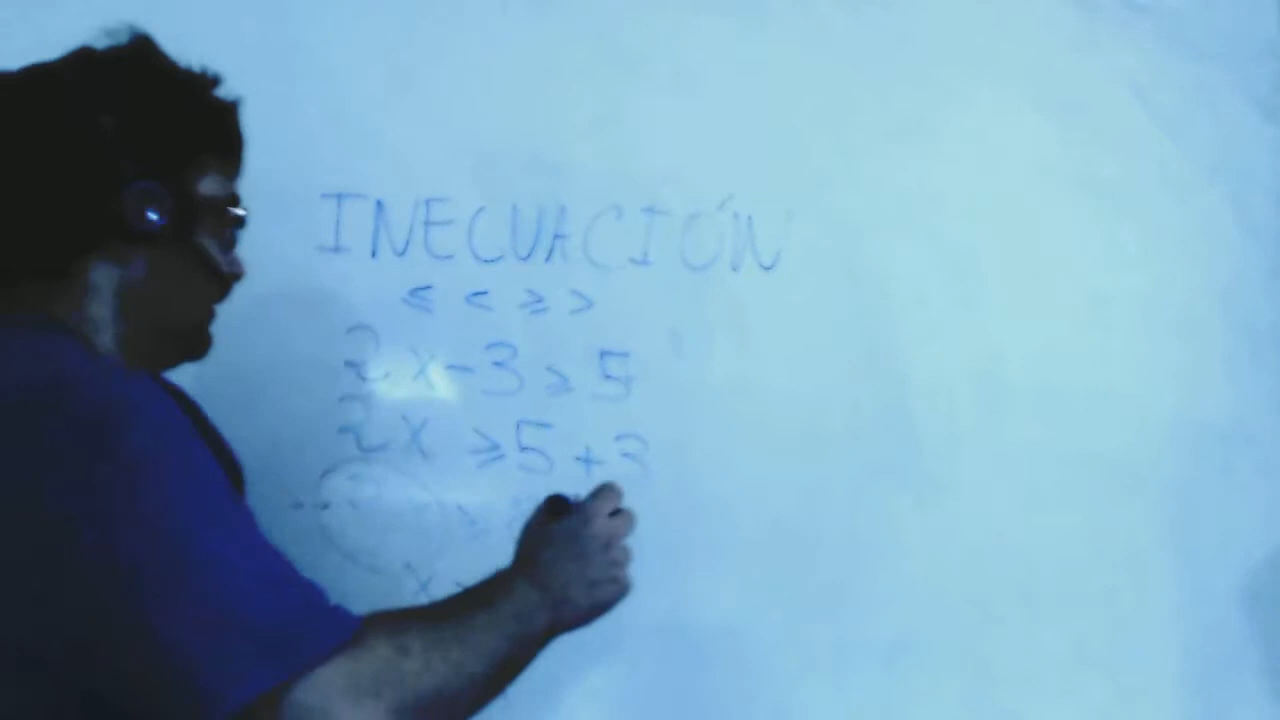 INECUACIÓN
≤ < ≥ >
2x - 3 ≥ 5
2x ≥ 5 + 3